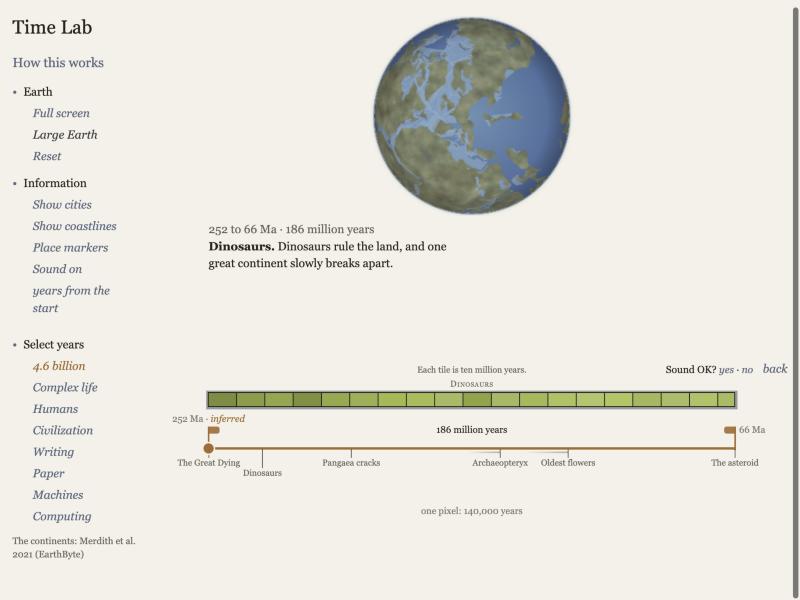 Time Lab
How this works
• Earth
Full screen
Large Earth
Reset
• Information
Show cities
Show coastlines
Place markers
Sound on
years from the
start
• Select years
4.6 billion
Complex life
Humans
Civilization
Writing
Paper
Machines
Computing
The continents: Merdith et al.
2021 (EarthByte)
252 to 66 Ma · 186 million years
Dinosaurs. Dinosaurs rule the land, and one
great continent slowly breaks apart.
Each tile is ten million years.
Sound OK? yes · no back
Dinosaurs
252 Ma · inferred
186 million years
66 Ma
The Great Dying
Dinosaurs
Pangaea cracks
Archaeopteryx
Oldest flowers
The asteroid
one pixel: 140,000 years